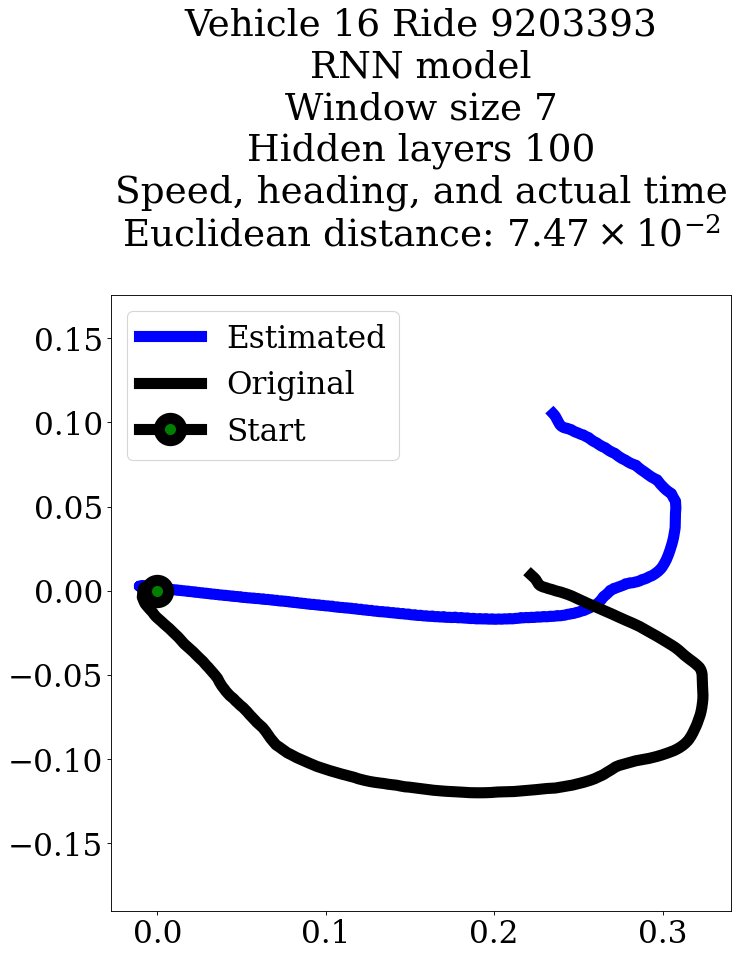 Vehicle 16 Ride 9203393
RNN model
Window size 7
Hidden layers 100
Speed, heading, and actual time
Euclidean distance: 7.47 × 10⁻²
Estimated
Original
Start
0.15
0.10
0.05
0.00
−0.05
−0.10
−0.15
0.0 0.1 0.2 0.3